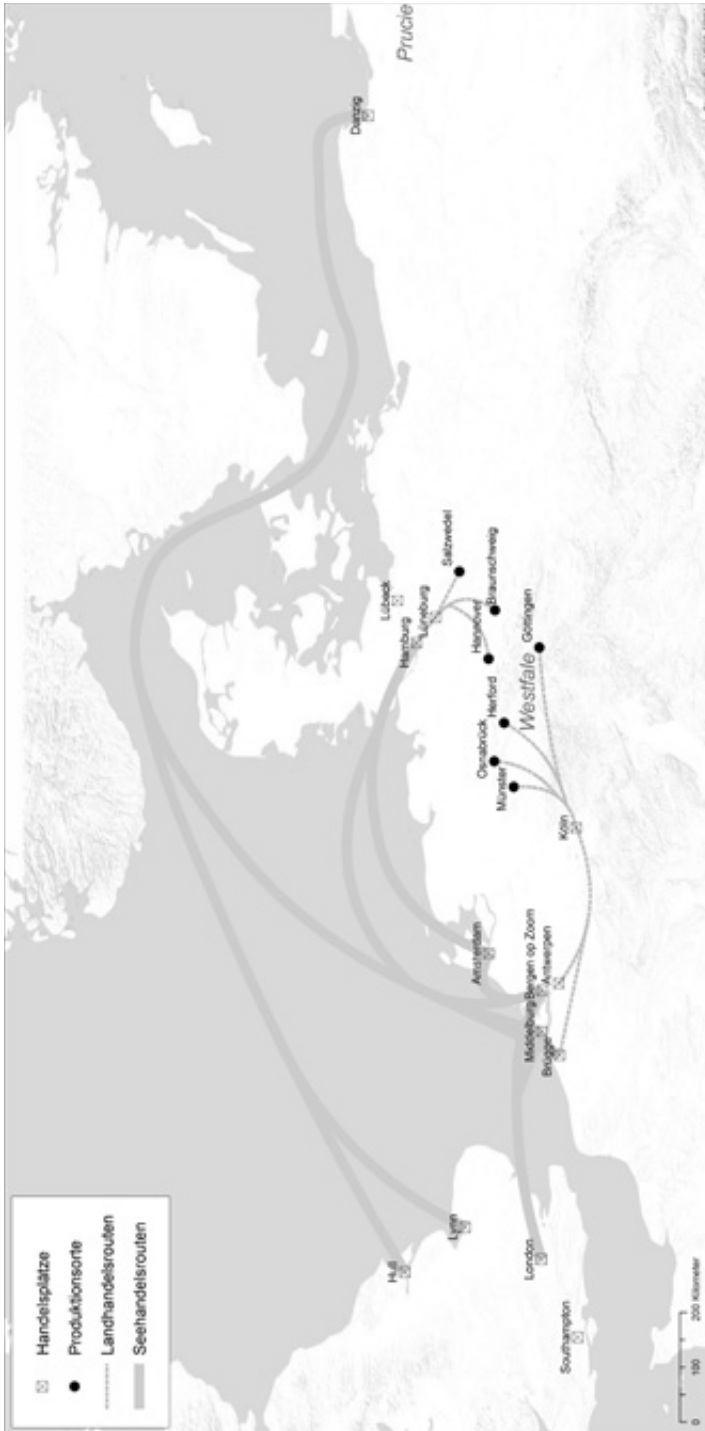 Handelsplätze
Produktionsorte
Landhandelsrouten
Seehandelsrouten
Prucie
Danzig
Lübeck
Hamburg
Lüneburg
Salzwedel
Hannover
Braunschweig
Göttingen
Westfale
Herford
Osnabrück
Münster
Köln
Amsterdam
Bergen op Zoom
Middelburg
Antwerpen
Brügge
Hull
Lynn
London
Southampton
0 100 200 Kilometer